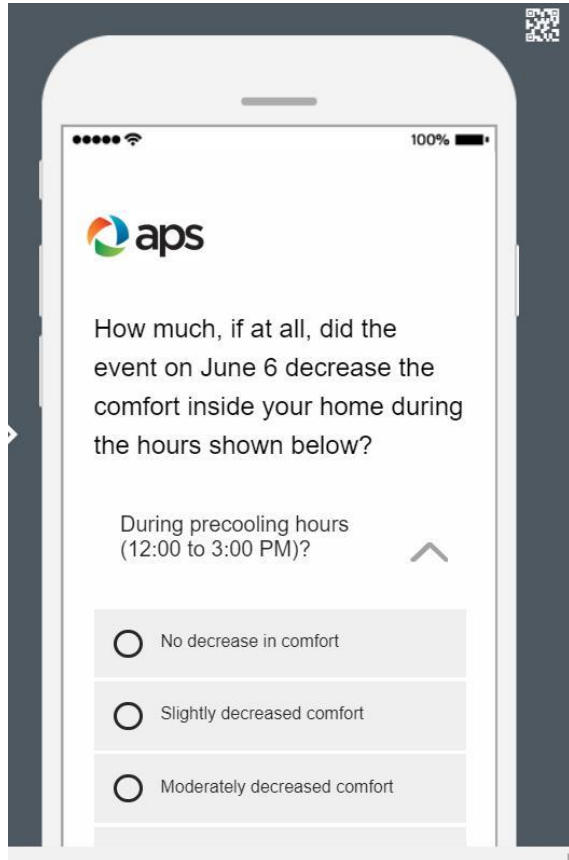 100%
aps
How much, if at all, did the
event on June 6 decrease the
comfort inside your home during
the hours shown below?
During precooling hours
(12:00 to 3:00 PM)?
No decrease in comfort
Slightly decreased comfort
Moderately decreased comfort